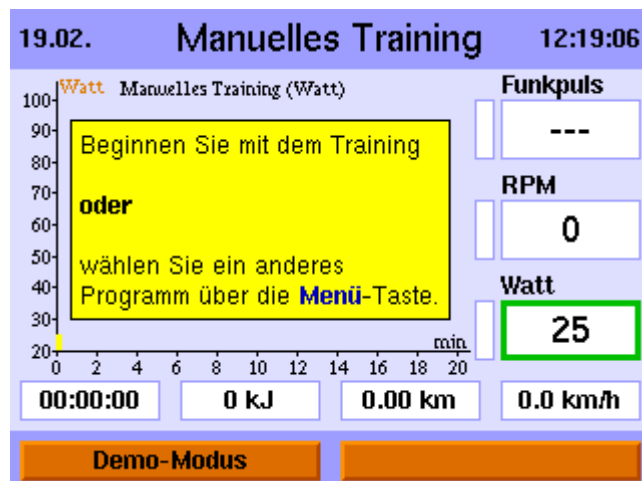 19.02.
Manuelles Training
12:19:06
Watt
Manuelles Training (Watt)
Funkpuls
100
90
80
70
60
50
40
30
20
Beginnen Sie mit dem Training
oder
wählen Sie ein anderes
Programm über die Menü-Taste.
---
RPM
0
Watt
25
min
0 2 4 6 8 10 12 14 16 18 20
00:00:00
0 kJ
0.00 km
0.0 km/h
Demo-Modus